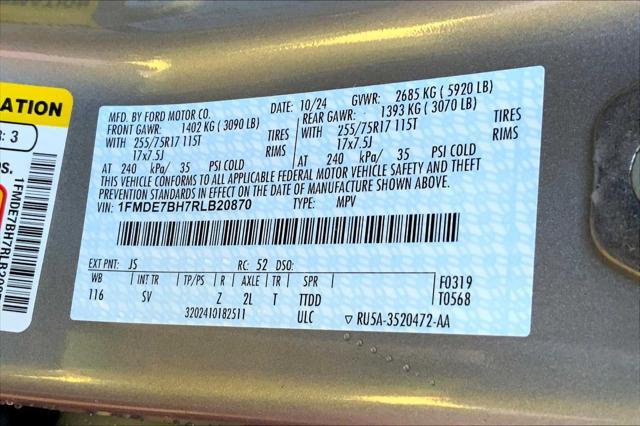 ATION
R: 3
1FMDE7BH7RLB208
MFD. BY FORD MOTOR CO.
DATE: 10/24 GVWR: 2685 KG ( 5920 LB)
FRONT GAWR: 1402 KG ( 3090 LB)
WITH 255/75R17 115T TIRES
17x7.5J RIMS
AT 240 kPa/ 35 PSI COLD
REAR GAWR: 1393 KG ( 3070 LB)
WITH 255/75R17 115T TIRES
17x7.5J RIMS
AT 240 kPa/ 35 PSI COLD
THIS VEHICLE CONFORMS TO ALL APPLICABLE FEDERAL MOTOR VEHICLE SAFETY AND THEFT
PREVENTION STANDARDS IN EFFECT ON THE DATE OF MANUFACTURE SHOWN ABOVE.
VIN: 1FMDE7BH7RLB20870 TYPE: MPV
EXT PNT: JS RC: 52 DSO:
WB INT TR TP/PS R AXLE TR SPR F0319
116 SV Z 2L T TTDD T0568
3202410182511 ULC ▽ RU5A-3520472-AA